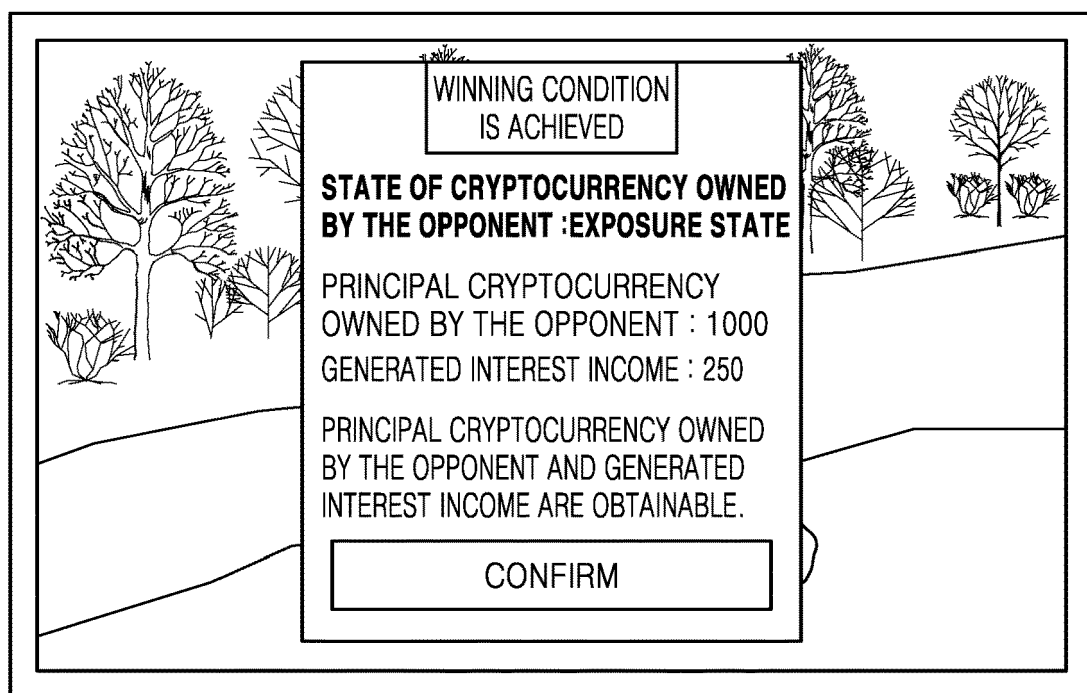 WINNING CONDITION
IS ACHIEVED
STATE OF CRYPTOCURRENCY OWNED
BY THE OPPONENT :EXPOSURE STATE
PRINCIPAL CRYPTOCURRENCY
OWNED BY THE OPPONENT : 1000
GENERATED INTEREST INCOME : 250
PRINCIPAL CRYPTOCURRENCY OWNED
BY THE OPPONENT AND GENERATED
INTEREST INCOME ARE OBTAINABLE.
CONFIRM